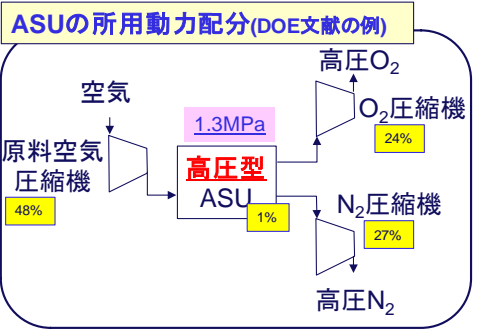 ASUの所用動力配分(DOE文献の例)
高圧O₂
空気
O₂圧縮機
24%
1.3MPa
原料空気
圧縮機
48%
高圧型
ASU
1%
N₂圧縮機
27%
高圧N₂